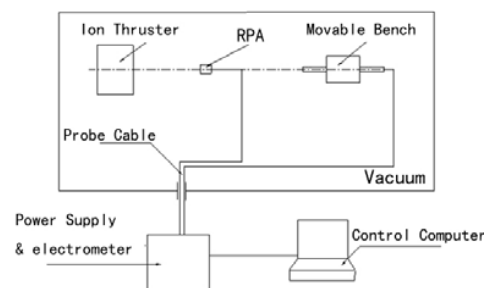 Ion Thruster
RPA
Movable Bench
Probe Cable
Vacuum
Power Supply
& electrometer
Control Computer